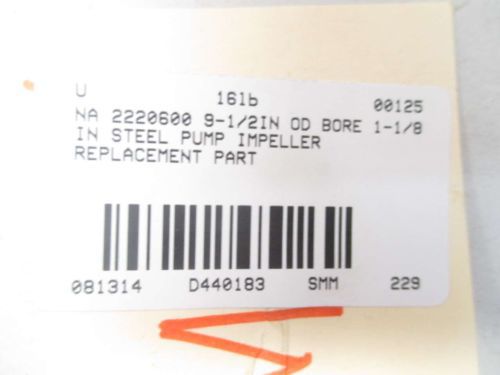 U 16lb 00125
NA 2220600 9-1/2IN OD BORE 1-1/8
IN STEEL PUMP IMPELLER
REPLACEMENT PART
081314 D440183 SMM 229